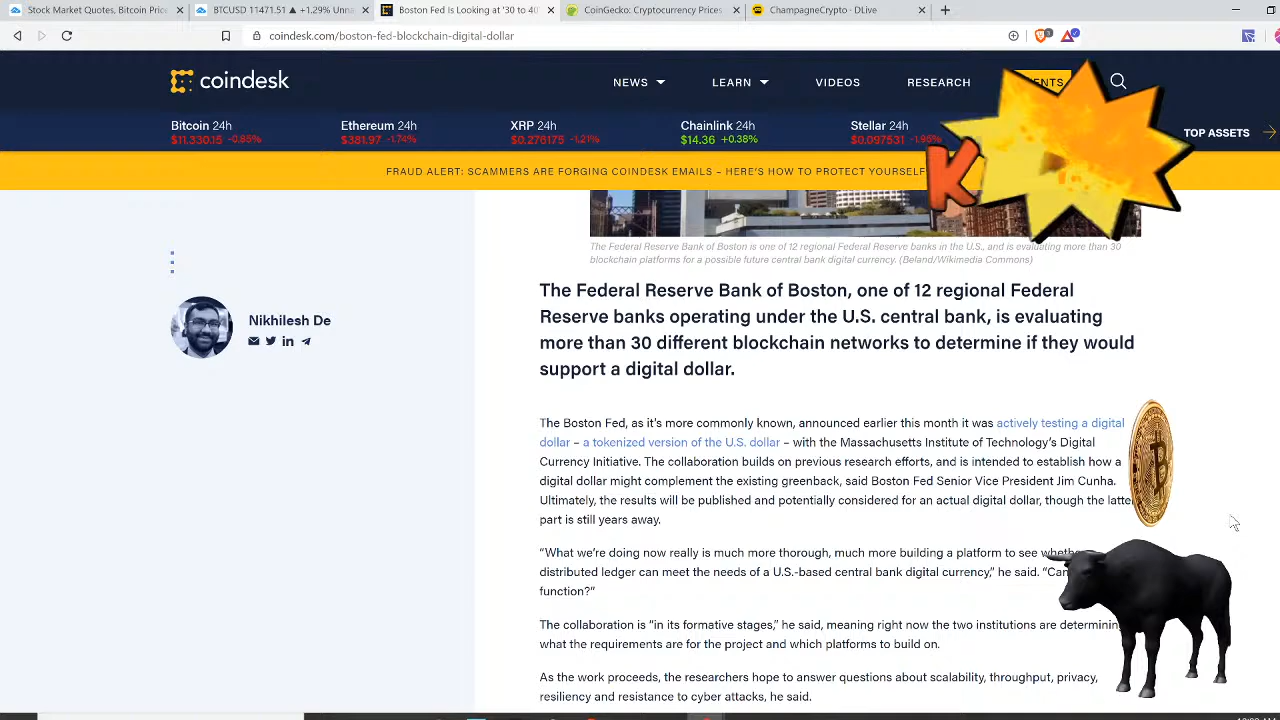 Stock Market Quotes, Bitcoin Price
BTCUSD 11471.51 ▲ +1.29% Unna
Boston Fed Is Looking at '30 to 40
CoinGecko: Cryptocurrency Prices
ChampagneCrypto - DLive
coindesk.com/boston-fed-blockchain-digital-dollar
coindesk
NEWS
LEARN
VIDEOS
RESEARCH
ENTS
Bitcoin 24h
Ethereum 24h
XRP 24h
Chainlink 24h
Stellar 24h
TOP ASSETS
$11,330.15 -0.85%
$381.97 -1.74%
$0.276175 -1.21%
$14.36 +0.38%
$0.097531 -1.96%
FRAUD ALERT: SCAMMERS ARE FORGING COINDESK EMAILS – HERE'S HOW TO PROTECT YOURSELF
K
The Federal Reserve Bank of Boston is one of 12 regional Federal Reserve banks in the U.S., and is evaluating more than 30
blockchain platforms for a possible future central bank digital currency. (Beland/Wikimedia Commons)
Nikhilesh De
The Federal Reserve Bank of Boston, one of 12 regional Federal
Reserve banks operating under the U.S. central bank, is evaluating
more than 30 different blockchain networks to determine if they would
support a digital dollar.
The Boston Fed, as it's more commonly known, announced earlier this month it was actively testing a digital
dollar – a tokenized version of the U.S. dollar – with the Massachusetts Institute of Technology's Digital
Currency Initiative. The collaboration builds on previous research efforts, and is intended to establish how a
digital dollar might complement the existing greenback, said Boston Fed Senior Vice President Jim Cunha.
Ultimately, the results will be published and potentially considered for an actual digital dollar, though the latte
part is still years away.
“What we're doing now really is much more thorough, much more building a platform to see wheth
distributed ledger can meet the needs of a U.S.-based central bank digital currency,” he said. “Can
function?”
The collaboration is “in its formative stages,” he said, meaning right now the two institutions are determining
what the requirements are for the project and which platforms to build on.
As the work proceeds, the researchers hope to answer questions about scalability, throughput, privacy,
resiliency and resistance to cyber attacks, he said.